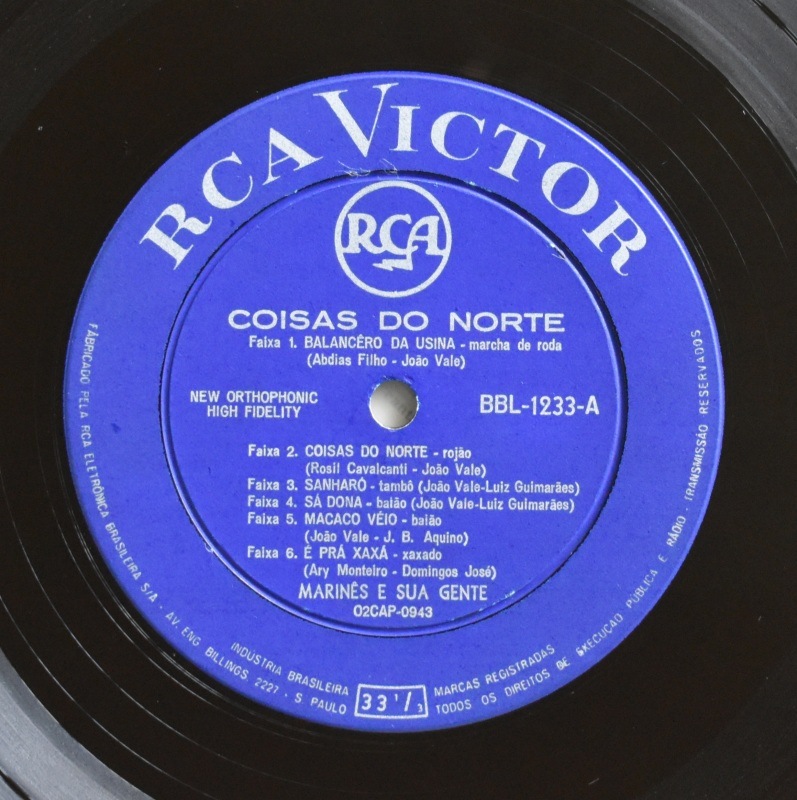 RCA VICTOR
RCA
COISAS DO NORTE
Faixa 1. BALANCÊRO DA USINA - marcha de roda
(Abdias Filho - João Vale)
NEW ORTHOPHONIC
HIGH FIDELITY
BBL-1233-A
Faixa 2. COISAS DO NORTE - rojão
(Rosil Cavalcanti - João Vale)
Faixa 3. SANHARÓ - tambô (João Vale-Luiz Guimarães)
Faixa 4. SÁ DONA - baião (João Vale-Luiz Guimarães)
Faixa 5. MACACO VÉIO - baião
(João Vale - J. B. Aquino)
Faixa 6. É PRÁ XAXÁ - xaxado
(Ary Monteiro - Domingos José)
MARINÊS E SUA GENTE
02CAP-0943
FABRICADO PELA RCA ELETRÔNICA BRASILEIRA S/A - AV. ENG. BILLINGS, 2227 - S. PAULO
INDÚSTRIA BRASILEIRA
33 1/3
MARCAS REGISTRADAS
TODOS OS DIREITOS DE EXECUÇÃO PÚBLICA E RÁDIO - TRANSMISSÃO RESERVADOS